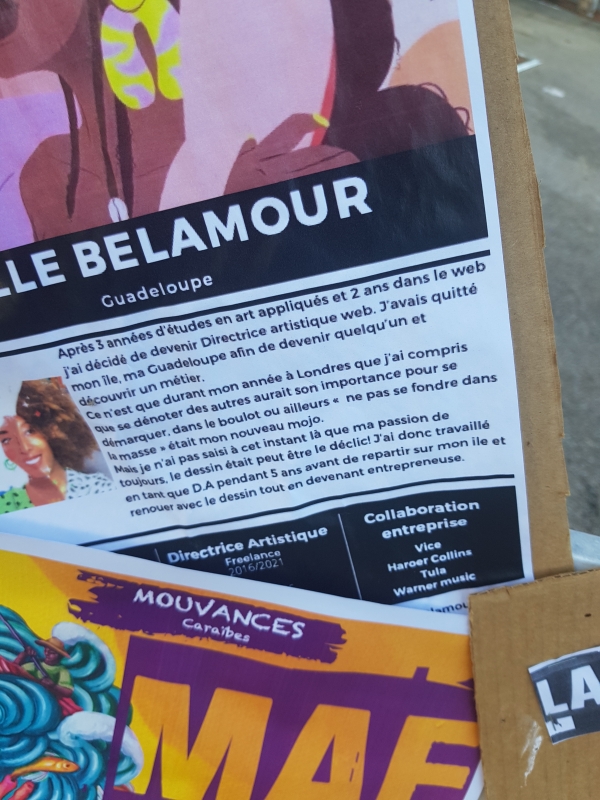 LLE BELAMOUR
Guadeloupe
Après 3 années d'études en art appliqués et 2 ans dans le web
j'ai décidé de devenir Directrice artistique web. J'avais quitté
mon île, ma Guadeloupe afin de devenir quelqu'un et
découvrir un métier.
Ce n'est que durant mon année à Londres que j'ai compris
que se dénoter des autres aurait son importance pour se
démarquer, dans le boulot ou ailleurs « ne pas se fondre dans
la masse » était mon nouveau mojo.
Mais je n'ai pas saisi à cet instant là que ma passion de
toujours, le dessin était peut être le déclic! J'ai donc travaillé
en tant que D.A pendant 5 ans avant de repartir sur mon ile et
renouer avec le dessin tout en devenant entrepreneuse.
Directrice Artistique
Freelance
2016/2021
Collaboration
entreprise
Vice
Harper Collins
Tula
Warner music
lamou
MOUVANCES
Caraïbes
MAF
LA